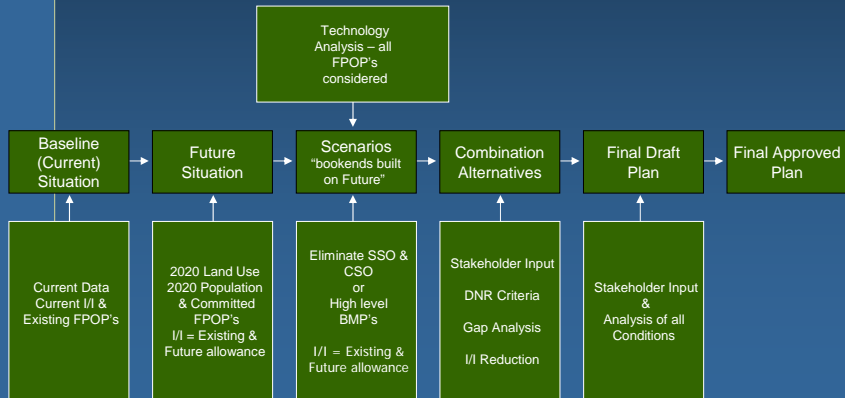 Technology
Analysis – all
FPOP's
considered
Baseline
(Current)
Situation
Future
Situation
Scenarios
“bookends built
on Future”
Combination
Alternatives
Final Draft
Plan
Final Approved
Plan
Current Data
Current I/I &
Existing FPOP's
2020 Land Use
2020 Population
& Committed
FPOP's
I/I = Existing &
Future allowance
Eliminate SSO &
CSO
or
High level
BMP's
I/I = Existing &
Future allowance
Stakeholder Input
DNR Criteria
Gap Analysis
I/I Reduction
Stakeholder Input
&
Analysis of all
Conditions